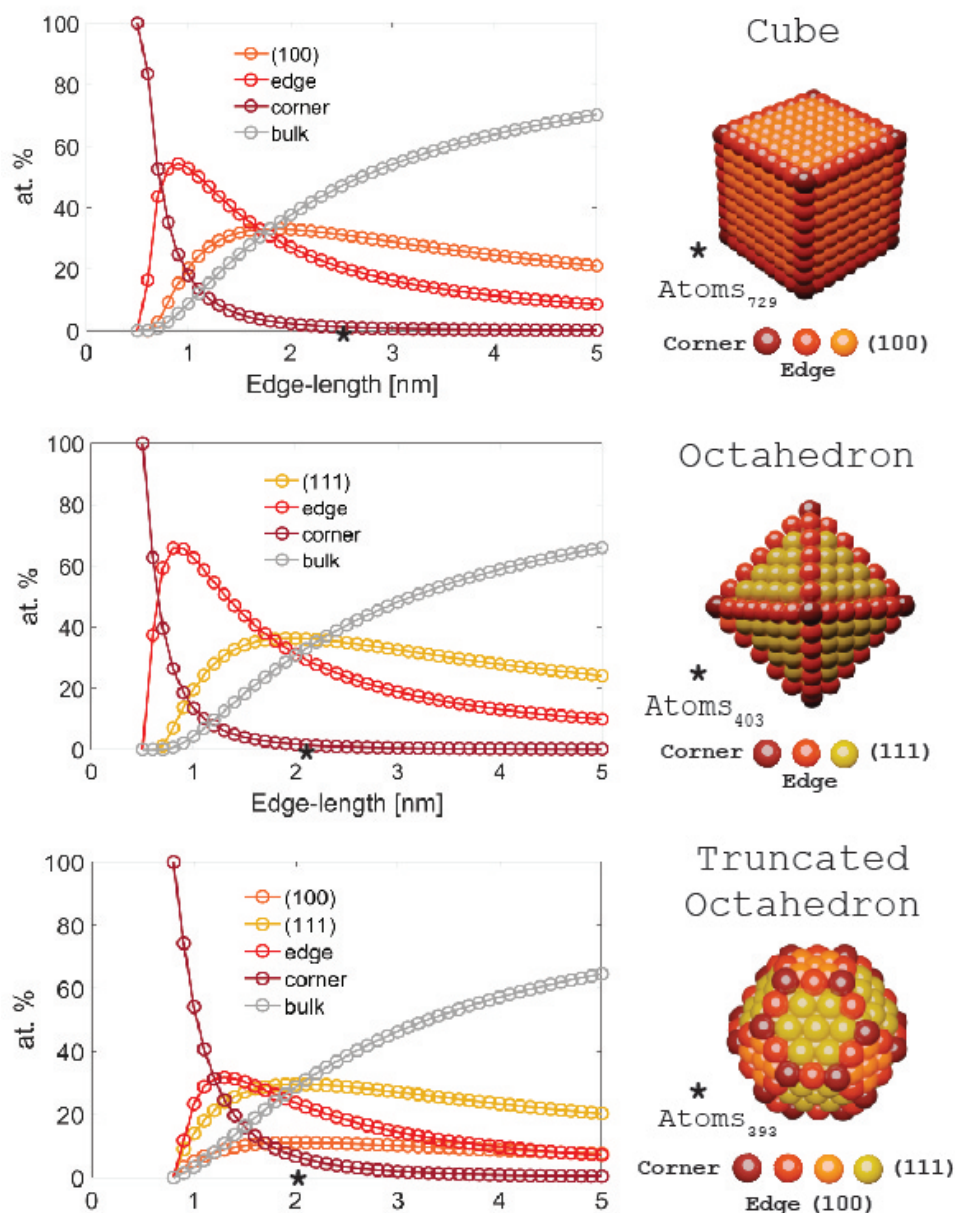 Cube
100
80
60
40
20
0
at. %
(100)
edge
corner
bulk
0 1 2 3 4 5
Edge-length [nm]
*
* Atoms729
Corner (100)
Edge
Octahedron
100
80
60
40
20
0
at. %
(111)
edge
corner
bulk
0 1 2 3 4 5
Edge-length [nm]
*
* Atoms403
Corner (111)
Edge
Truncated
Octahedron
100
80
60
40
20
0
at. %
(100)
(111)
edge
corner
bulk
0 1 2 3 4 5
*
* Atoms393
Corner (111)
Edge (100)